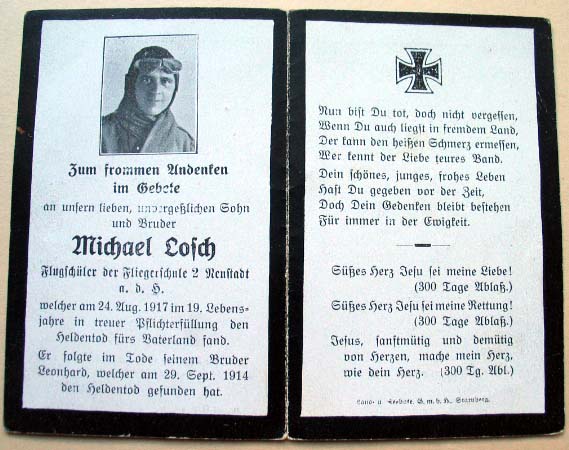 Zum frommen Andenken
im Gebete
an unsern lieben, unvergeßlichen Sohn
und Bruder
Michael Losch
Flugschüler der Fliegerschule 2 Neustadt
a. d. H.
welcher am 24. Aug. 1917 im 19. Lebens-
jahre in treuer Pflichterfüllung den
Heldentod fürs Vaterland fand.
Er folgte im Tode seinem Bruder
Leonhard, welcher am 29. Sept. 1914
den Heldentod gefunden hat.
Nun bist Du tot, doch nicht vergessen,
Wenn Du auch liegst in fremdem Land,
Der kann den heißen Schmerz ermessen,
Wer kennt der Liebe teures Band.
Dein schönes, junges, frohes Leben
Hast Du gegeben vor der Zeit,
Doch Dein Gedenken bleibt bestehen
Für immer in der Ewigkeit.
Süßes Herz Jesu sei meine Liebe!
(300 Tage Ablaß.)
Süßes Herz Jesu sei meine Rettung!
(300 Tage Ablaß.)
Jesus, sanftmütig und demütig
von Herzen, mache mein Herz,
wie dein Herz. (300 Tg. Abl.)
Land- u. Seebote, G. m. b. H., Starnberg.